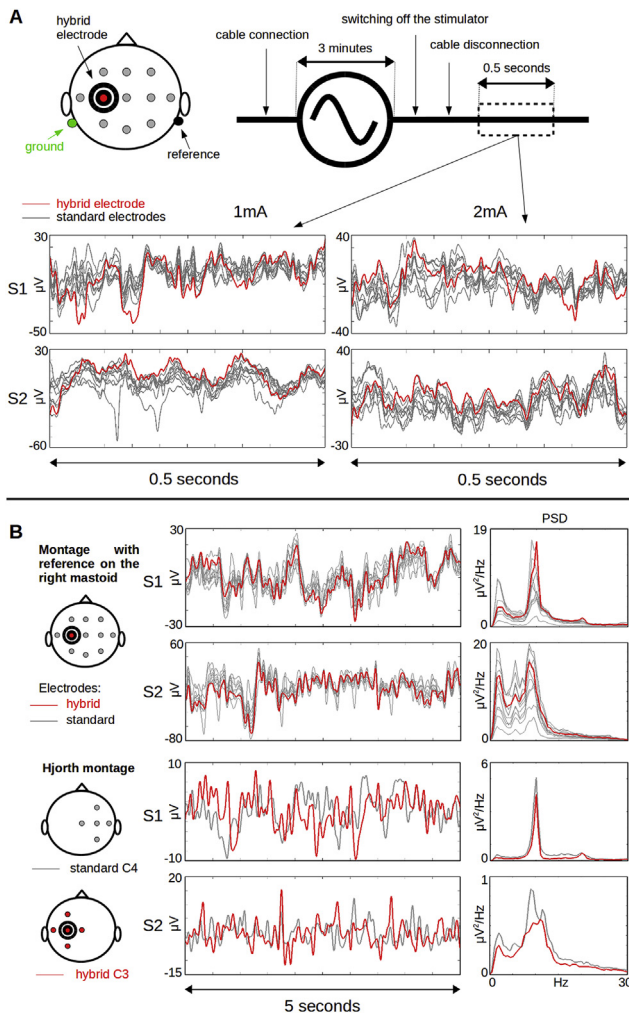 A
hybrid
electrode
ground
reference
switching off the stimulator
cable connection
3 minutes
cable disconnection
0.5 seconds
hybrid electrode
standard electrodes
1mA
2mA
S1
30
μV
-50
40
μV
-40
S2
30
μV
-60
40
μV
-30
0.5 seconds
0.5 seconds
B
Montage with
reference on the
right mastoid
Electrodes:
hybrid
standard
PSD
S1
30
μV
-30
19
μV²/Hz
0
S2
60
μV
-80
20
μV²/Hz
0
Hjorth montage
standard C4
hybrid C3
S1
10
μV
-10
6
μV²/Hz
0
S2
20
μV
-15
1
μV²/Hz
0
0
Hz
30
5 seconds